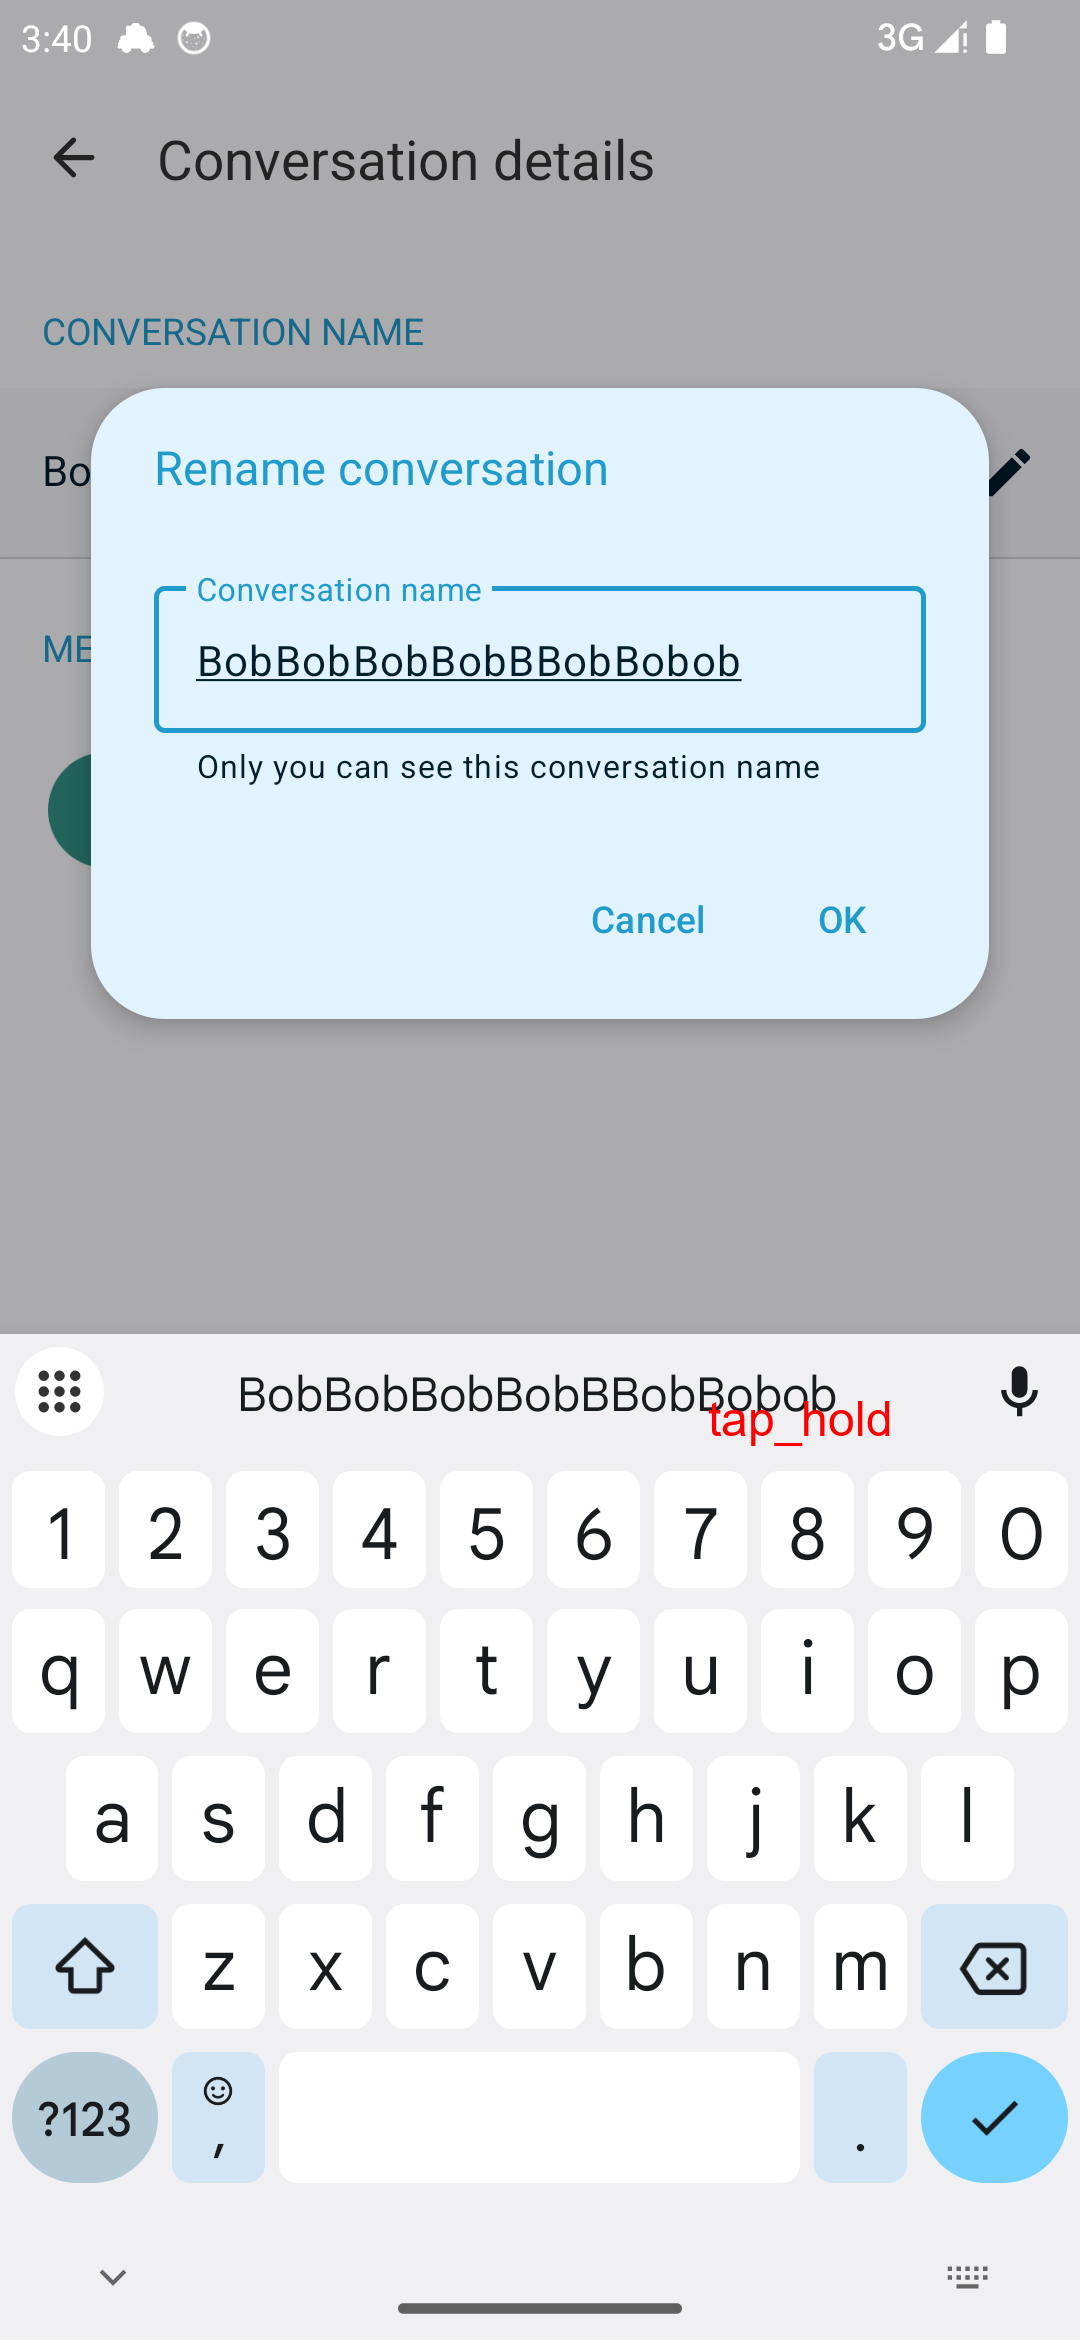 3:40 3G
Conversation details
CONVERSATION NAME
Bo
Rename conversation
Conversation name
BobBobBobBobBBobBobob
Only you can see this conversation name
ME
Cancel OK
BobBobBobBobBBobBobob
tap_hold
1 2 3 4 5 6 7 8 9 0
q w e r t y u i o p
a s d f g h j k l
z x c v b n m
?123 , .